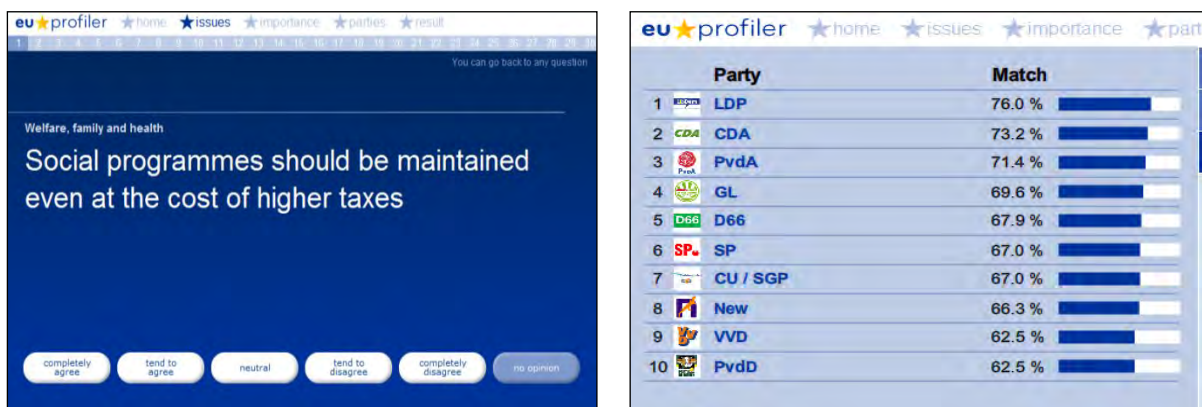 eu profiler home issues importance parties result
1 2 3 4 5 6 7 8 9 10 11 12 13 14 15 16 17 18 19 20 21 22 23 24 25 26 27 28 29 30
You can go back to any question
Welfare, family and health
Social programmes should be maintained
even at the cost of higher taxes
completely agree
tend to agree
neutral
tend to disagree
completely disagree
no opinion
eu profiler home issues importance part
Party Match
1 LDP 76.0 %
2 CDA CDA 73.2 %
3 PvdA PvdA 71.4 %
4 GL 69.6 %
5 D66 D66 67.9 %
6 SP. SP 67.0 %
7 CU / SGP 67.0 %
8 New 66.3 %
9 VVD 62.5 %
10 PvdD 62.5 %